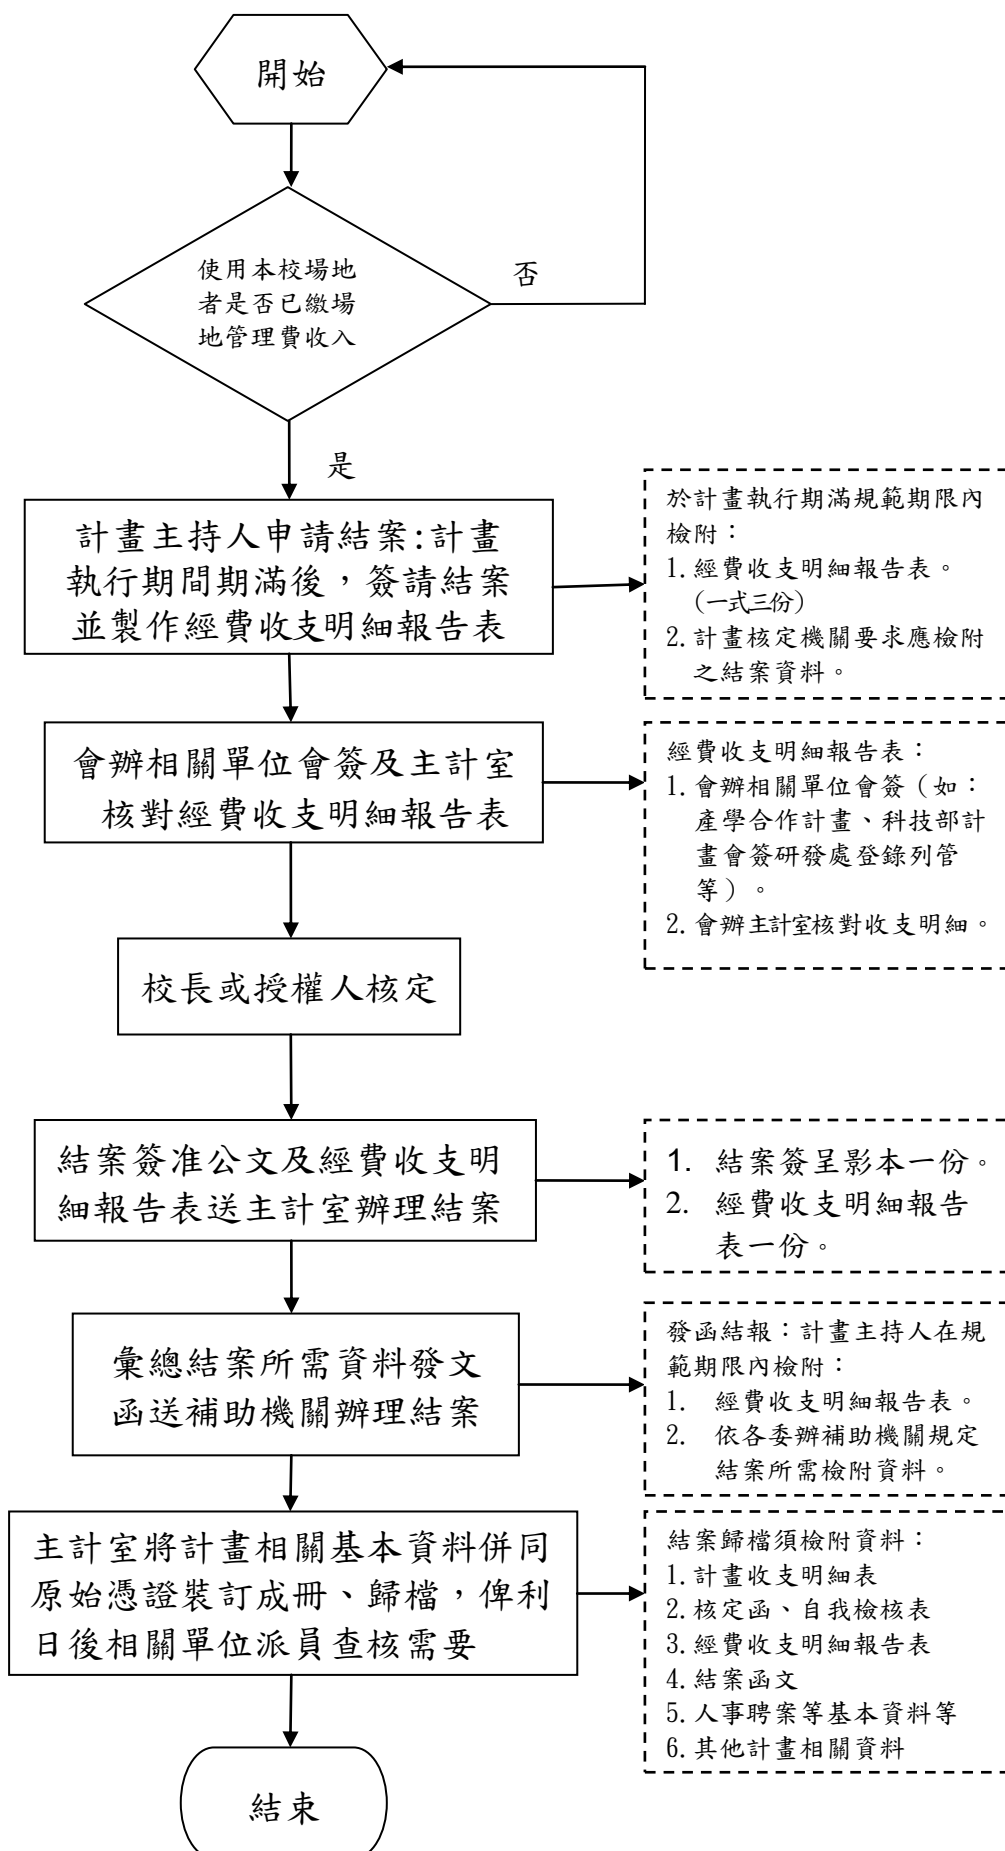 開始
使用本校場地
者是否已繳場
地管理費收入
否
是
計畫主持人申請結案:計畫
執行期間期滿後，簽請結案
並製作經費收支明細報告表
於計畫執行期滿規範期限內
檢附：
1.經費收支明細報告表。
(一式三份)
2.計畫核定機關要求應檢附
之結案資料。
會辦相關單位會簽及主計室
核對經費收支明細報告表
經費收支明細報告表：
1.會辦相關單位會簽（如：
產學合作計畫、科技部計
畫會簽研發處登錄列管
等）。
2.會辦主計室核對收支明細。
校長或授權人核定
結案簽准公文及經費收支明
細報告表送主計室辦理結案
1. 結案簽呈影本一份。
2. 經費收支明細報告
表一份。
彙總結案所需資料發文
函送補助機關辦理結案
發函結報：計畫主持人在規
範期限內檢附：
1. 經費收支明細報告表。
2. 依各委辦補助機關規定
結案所需檢附資料。
主計室將計畫相關基本資料併同
原始憑證裝訂成冊、歸檔，俾利
日後相關單位派員查核需要
結案歸檔須檢附資料：
1.計畫收支明細表
2.核定函、自我檢核表
3.經費收支明細報告表
4.結案函文
5.人事聘案等基本資料等
6.其他計畫相關資料
結束